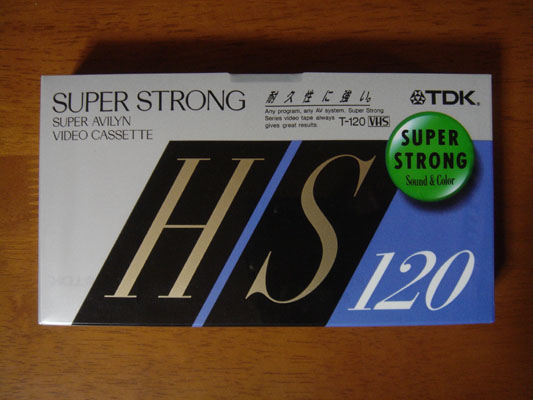 SUPER STRONG
SUPER AVILYN
VIDEO CASSETTE
耐久性に強い。
Any program, any AV system, Super Strong
Series video tape always
gives great results.
T-120 VHS
TDK®
SUPER
STRONG
Sound & Color
H/S
120